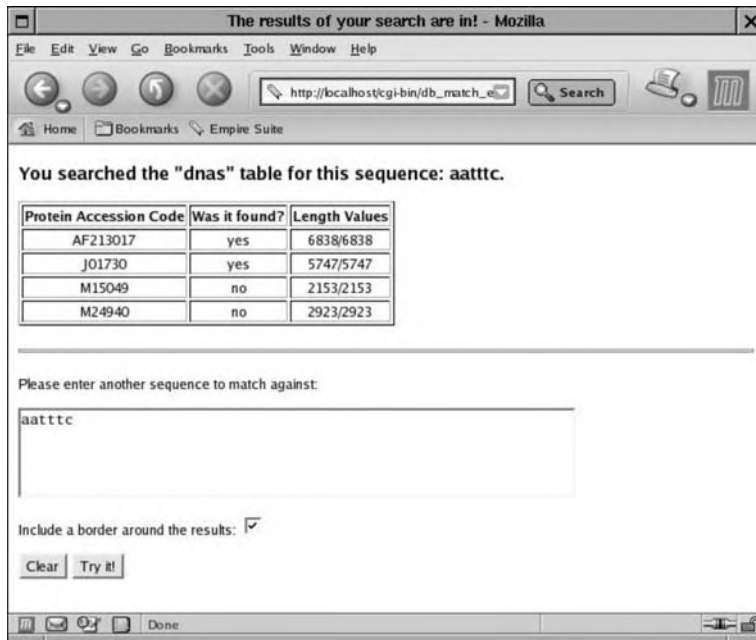 The results of your search are in! - Mozilla
File Edit View Go Bookmarks Tools Window Help
http://localhost/cgi-bin/db_match_e
Search
Home Bookmarks Empire Suite
You searched the "dnas" table for this sequence: aatttc.
Protein Accession Code Was it found? Length Values
AF213017 yes 6838/6838
J01730 yes 5747/5747
M15049 no 2153/2153
M24940 no 2923/2923
Please enter another sequence to match against:
aatttc
Include a border around the results:
Clear Try it!
Done